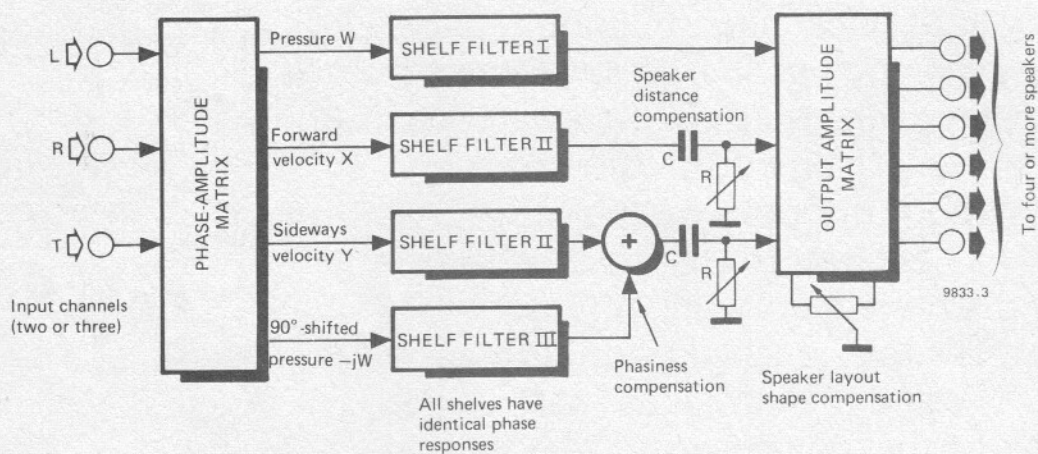 L
R
T
Input channels
(two or three)
PHASE-AMPLITUDE
MATRIX
Pressure W
Forward
velocity X
Sideways
velocity Y
90°-shifted
pressure –jW
SHELF FILTER I
SHELF FILTER II
SHELF FILTER II
SHELF FILTER III
All shelves have
identical phase
responses
Speaker
distance
compensation
C
R
+
C
R
Phasiness
compensation
OUTPUT AMPLITUDE
MATRIX
Speaker layout
shape compensation
9833.3
To four or more speakers